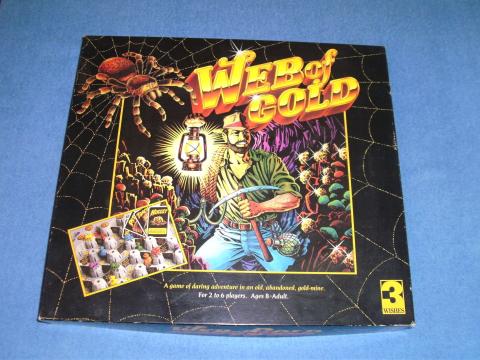 WEB of
GOLD
NUGGET
A game of daring adventure in an old, abandoned, gold-mine.
For 2 to 6 players. Ages 8-Adult.
3
WISHES